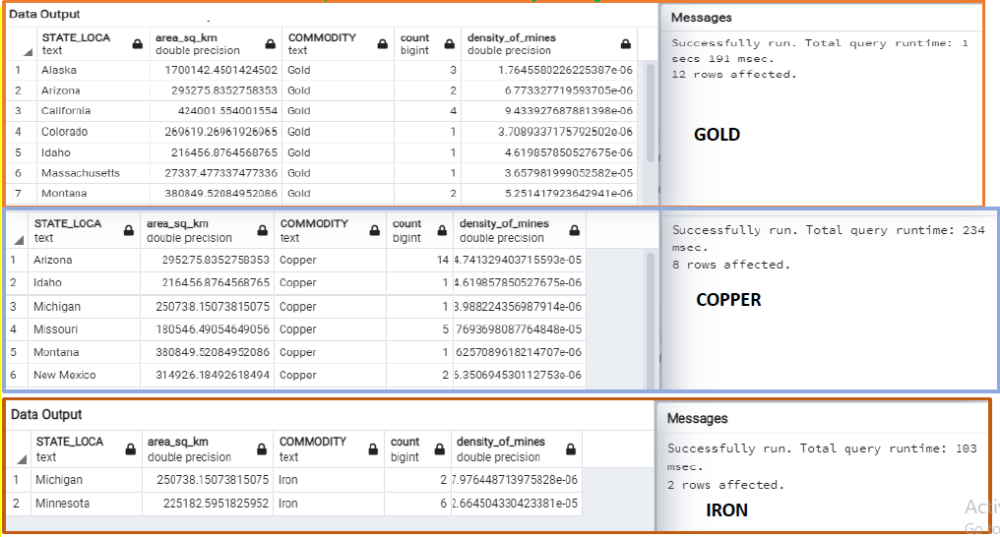 Data Output
STATE_LOCA area_sq_km COMMODITY count density_of_mines
text double precision text bigint double precision
1 Alaska 1700142.4501424502 Gold 3 1.7645580226225387e-06
2 Arizona 295275.8352758353 Gold 2 6.773327719593705e-06
3 California 424001.554001554 Gold 4 9.433927687881398e-06
4 Colorado 269619.26961926965 Gold 1 3.7089337175792502e-06
5 Idaho 216456.8764568765 Gold 1 4.619857850527675e-06
6 Massachusetts 27337.477337477336 Gold 1 3.657981999052582e-05
7 Montana 380849.52084952086 Gold 2 5.251417923642941e-06
Messages
Successfully run. Total query runtime: 1
secs 191 msec.
12 rows affected.
GOLD
STATE_LOCA area_sq_km COMMODITY count density_of_mines
text double precision text bigint double precision
1 Arizona 295275.8352758353 Copper 14 4.741329403715593e-05
2 Idaho 216456.8764568765 Copper 1 4.619857850527675e-06
3 Michigan 250738.15073815075 Copper 1 3.988224356987914e-06
4 Missouri 180546.49054649056 Copper 5 7693698087764848e-05
5 Montana 380849.52084952086 Copper 1 6257089618214707e-06
6 New Mexico 314926.18492618494 Copper 2 6.350694530112753e-06
Successfully run. Total query runtime: 234
msec.
8 rows affected.
COPPER
Data Output
STATE_LOCA area_sq_km COMMODITY count density_of_mines
text double precision text bigint double precision
1 Michigan 250738.15073815075 Iron 2 7.976448713975828e-06
2 Minnesota 225182.5951825952 Iron 6 2.664504330423381e-05
Messages
Successfully run. Total query runtime: 103
msec.
2 rows affected.
IRON
Acti
Go to